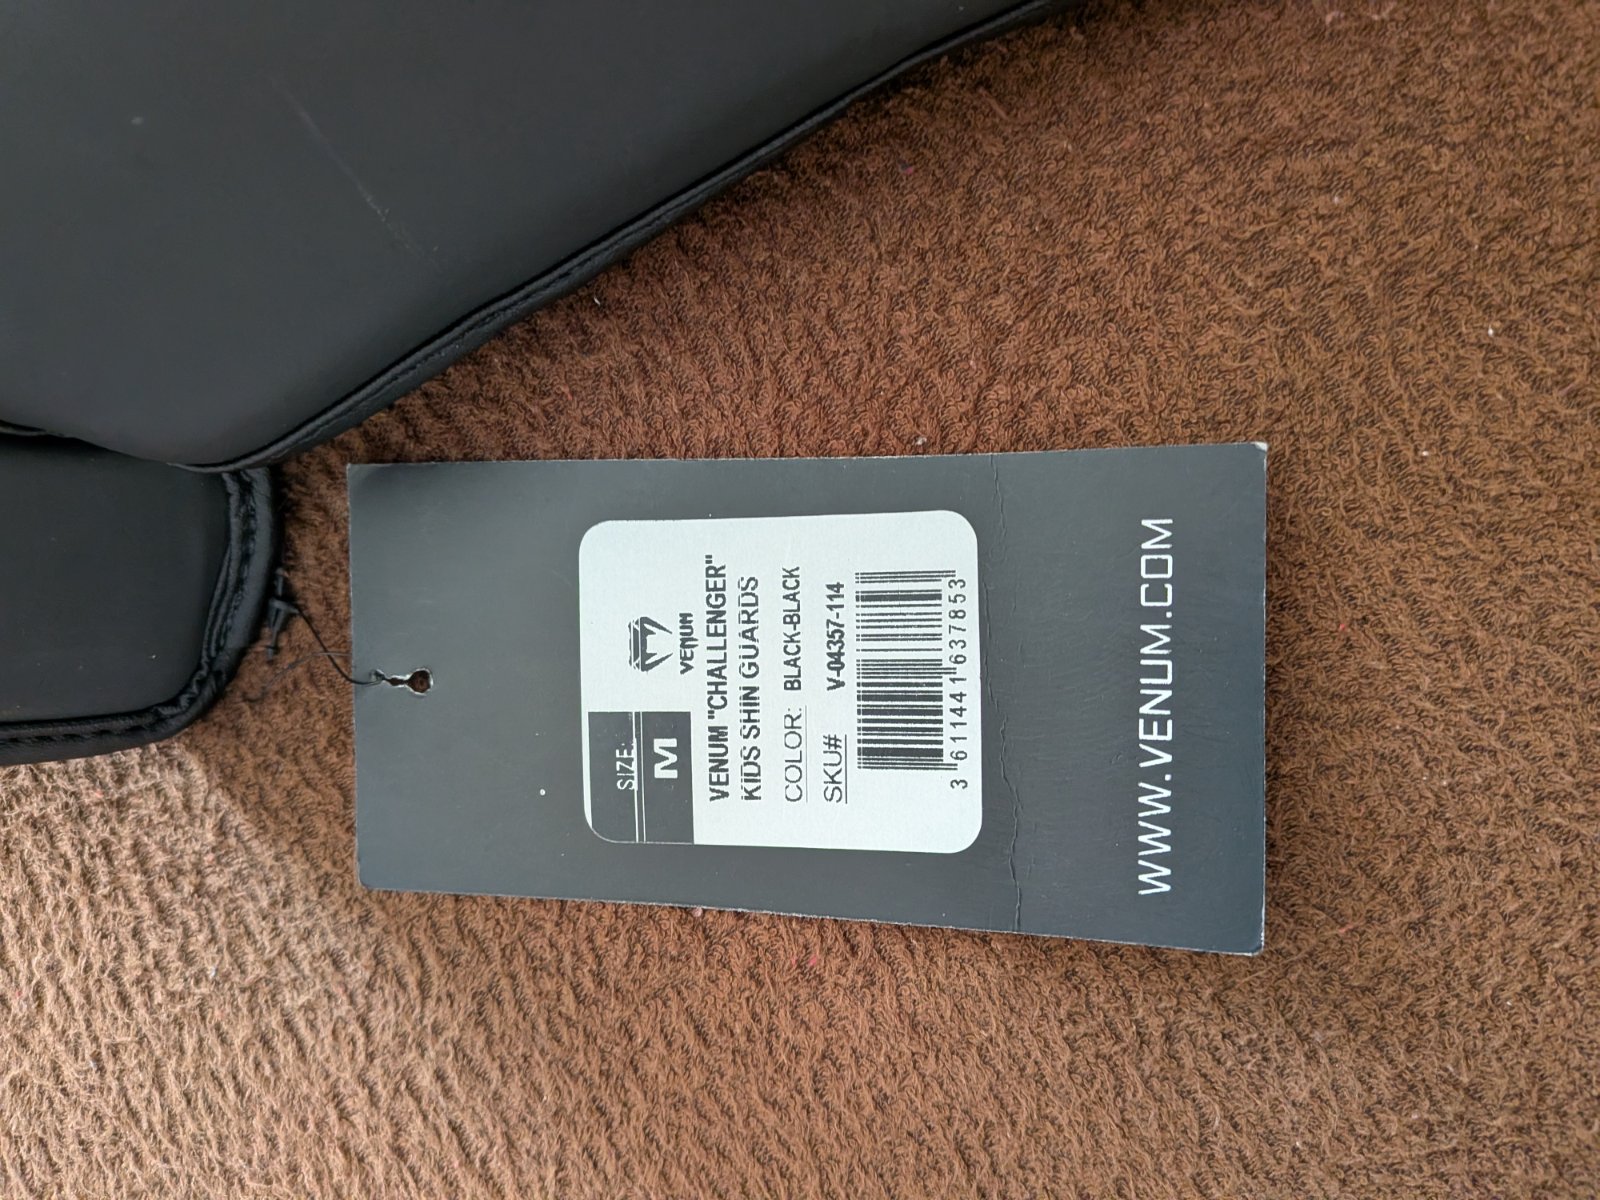 SIZE:
M
VENUM
VENUM "CHALLENGER"
KIDS SHIN GUARDS
COLOR: BLACK-BLACK
SKU# V-04357-114
3 611441 637853
WWW.VENUM.COM